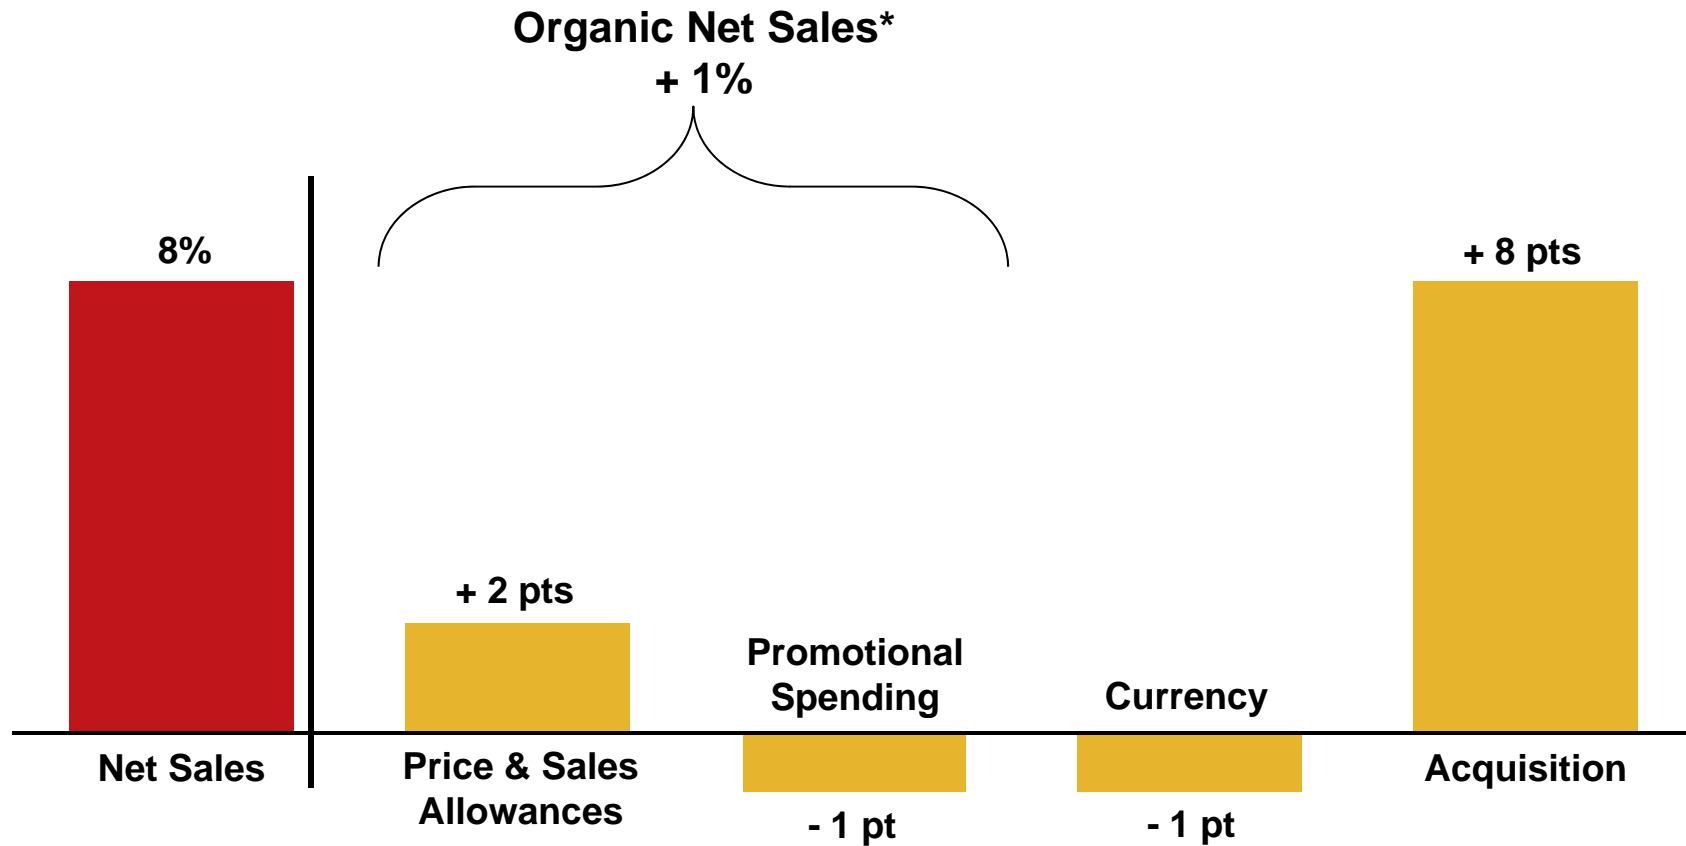 Organic Net Sales*
+ 1%
8%
+ 8 pts
+ 2 pts
Promotional
Spending
Currency
Net Sales
Price & Sales
Allowances
Acquisition
- 1 pt
- 1 pt